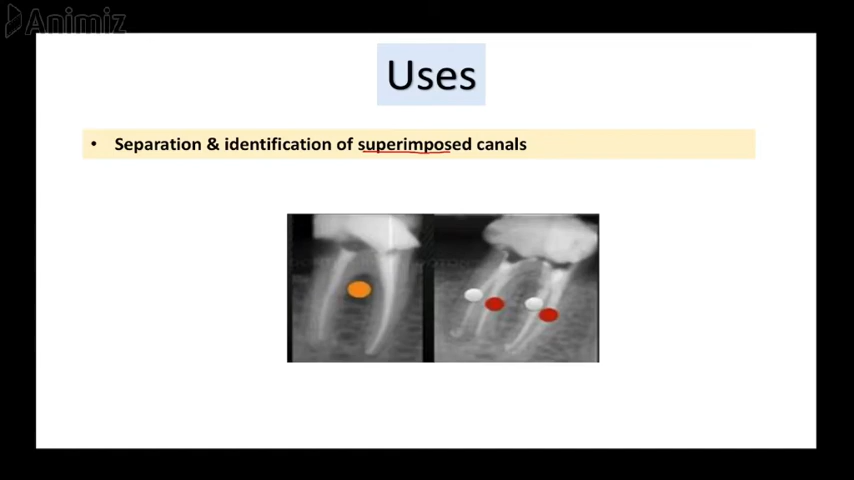 Animiz
Uses
• Separation & identification of superimposed canals